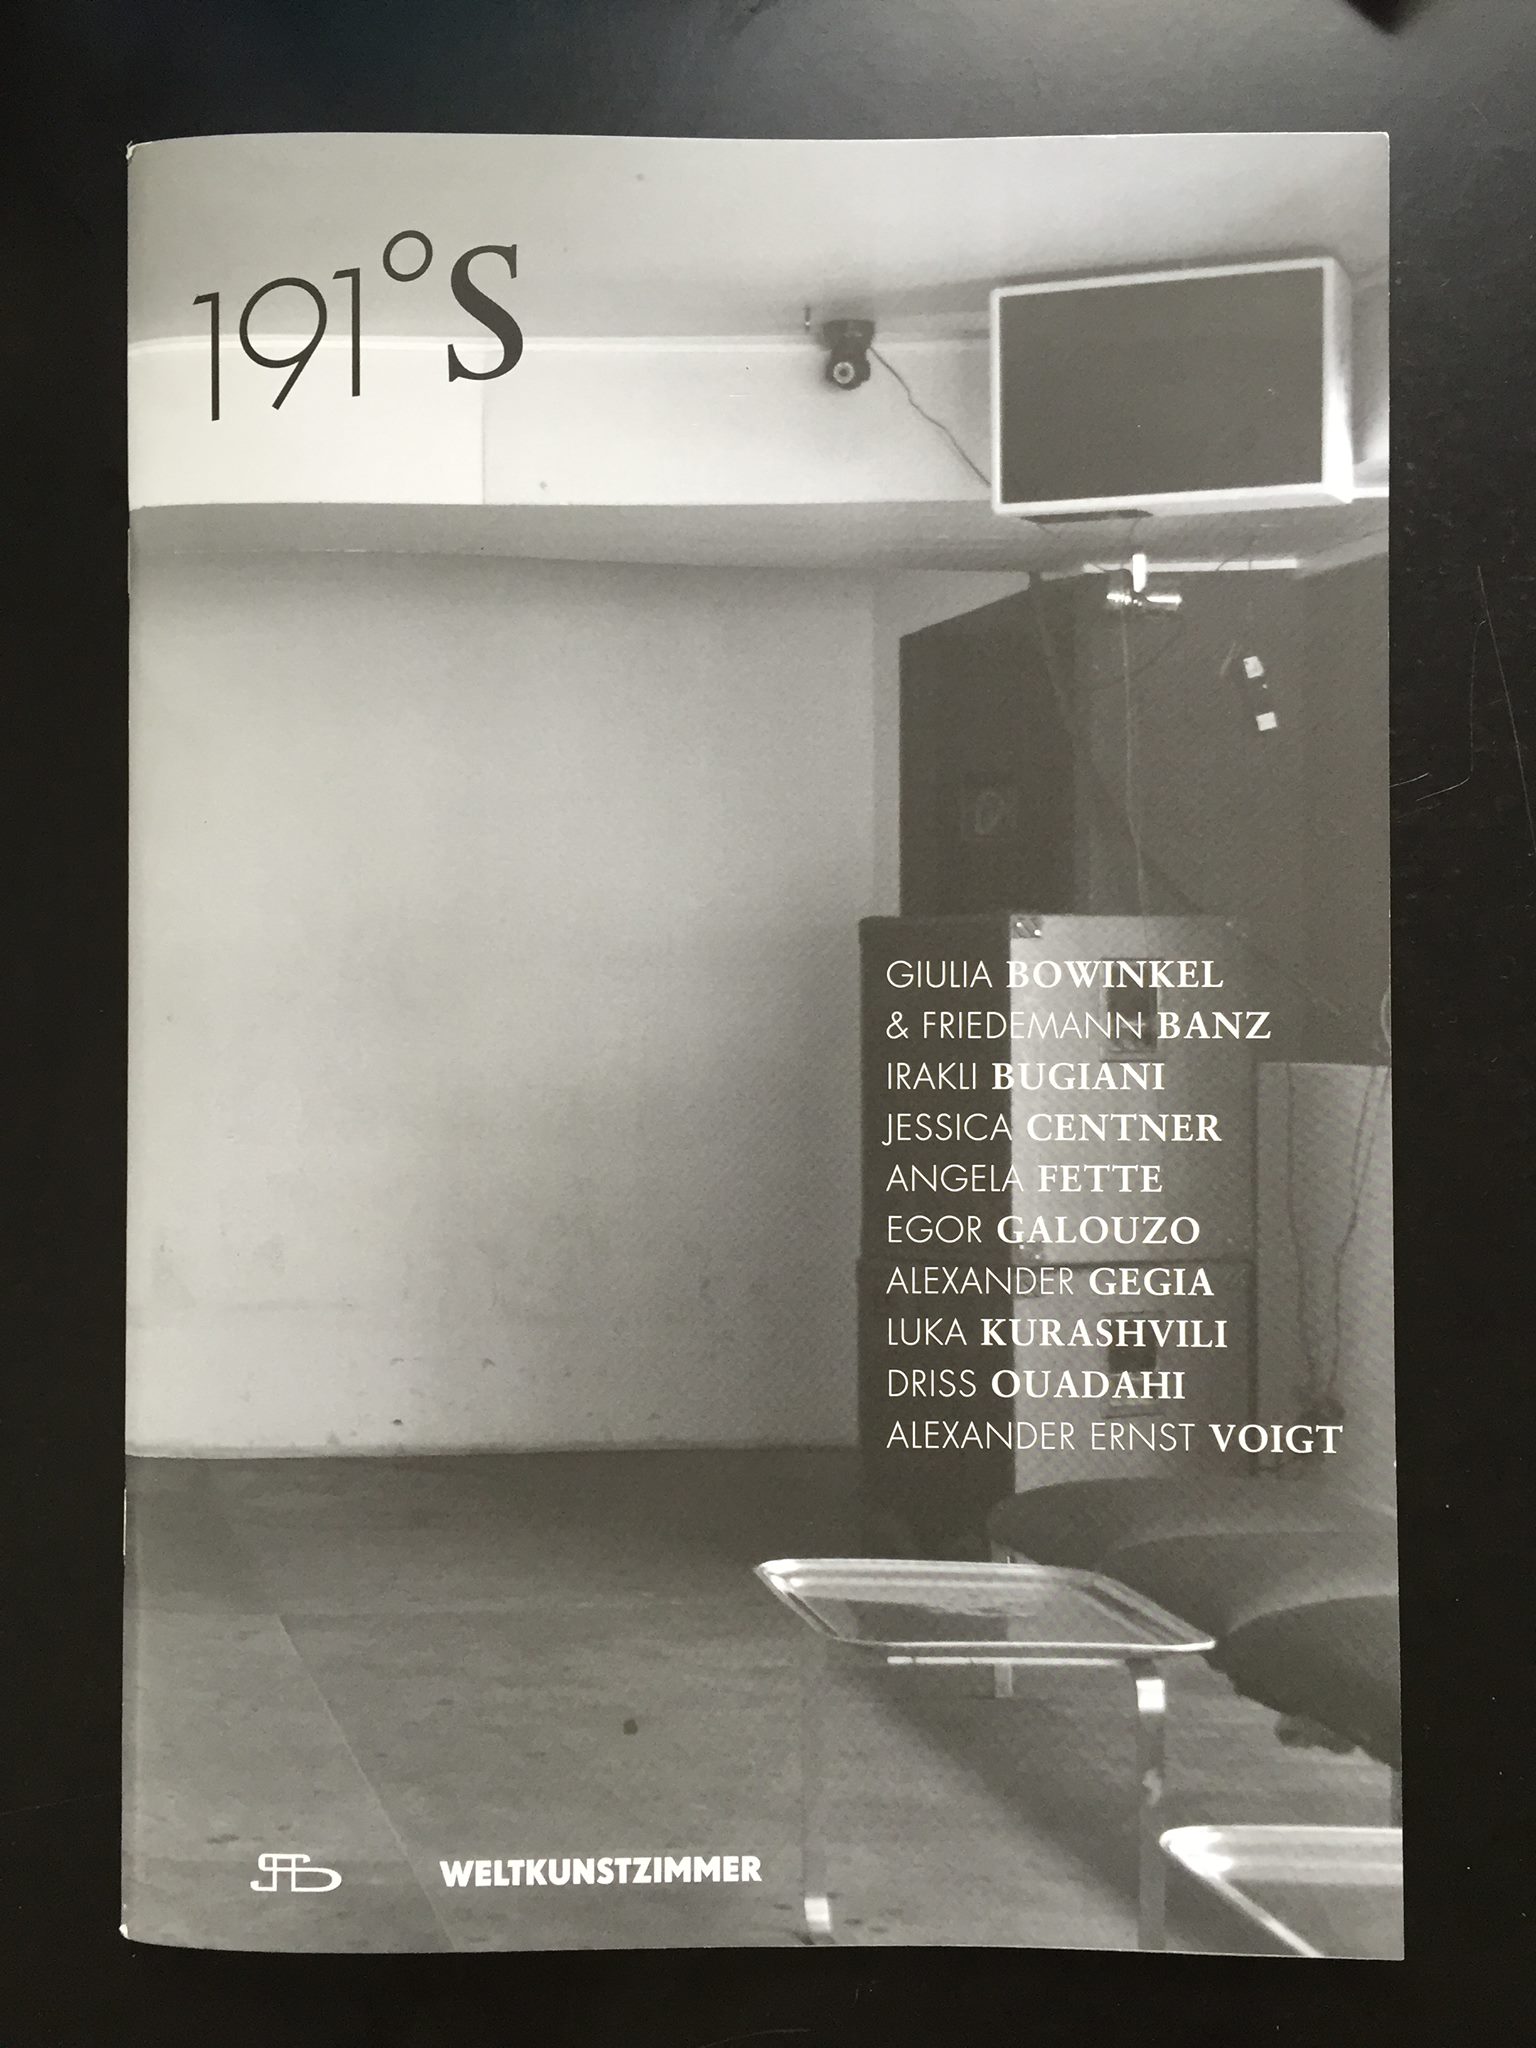 191°S
GIULIA BOWINKEL
& FRIEDEMANN BANZ
IRAKLI BUGIANI
JESSICA CENTNER
ANGELA FETTE
EGOR GALOUZO
ALEXANDER GEGIA
LUKA KURASHVILI
DRISS OUADAHI
ALEXANDER ERNST VOIGT
WELTKUNSTZIMMER